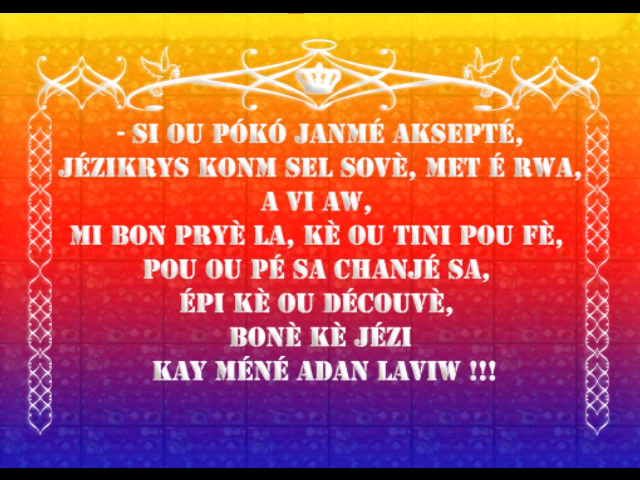 - SI OU PÓKÓ JANMÉ AKSEPTÉ,
JÉZIKRYS KONM SEL SOVÈ, MET É RWA,
A VI AW,
MI BON PRYÈ LA, KÈ OU TINI POU FÈ,
POU OU PÉ SA CHANJÉ SA,
ÉPI KÈ OU DÉCOUVÈ,
BONÈ KÈ JÉZI
KAY MÉNÉ ADAN LAVIW !!!